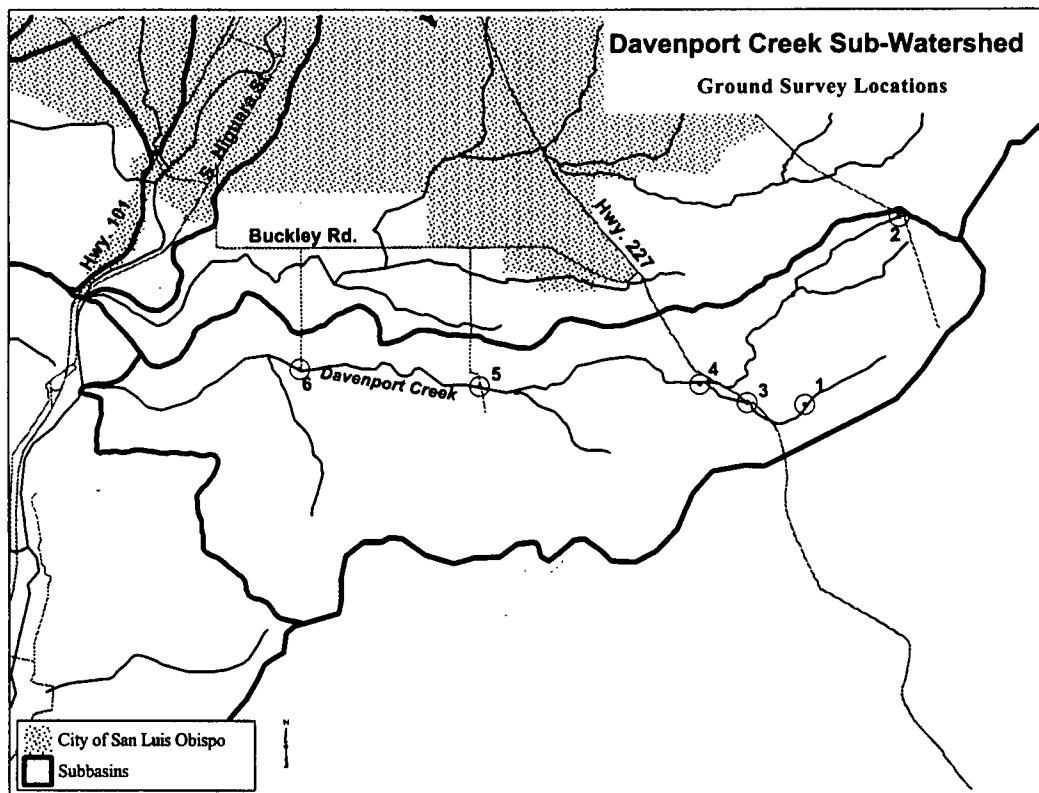 Davenport Creek Sub-Watershed
Ground Survey Locations
S. Higuera St.
Hwy. 101
Buckley Rd.
Hwy. 227
2
6
Davenport Creek
5
4
3
1
City of San Luis Obispo
Subbasins
N